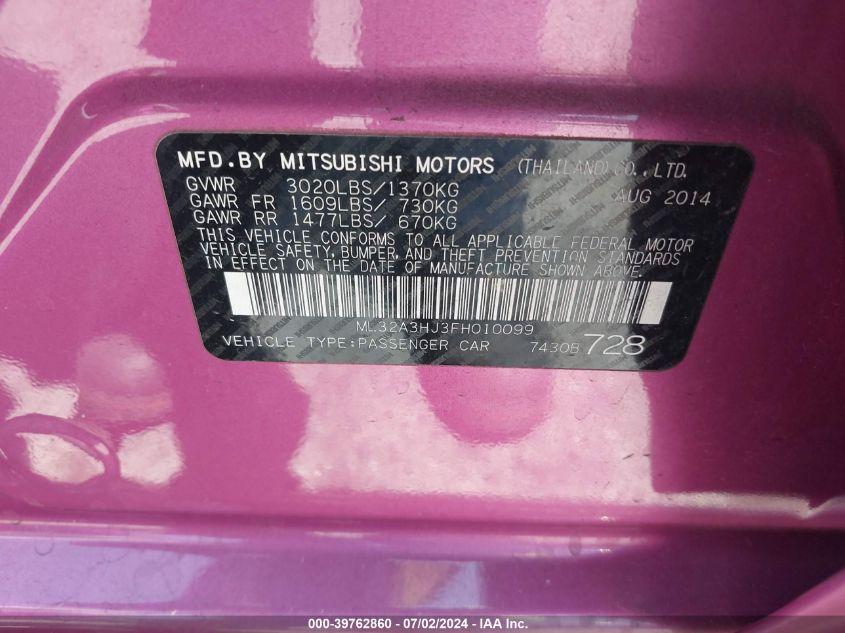 MFD.BY MITSUBISHI MOTORS (THAILAND) CO., LTD.
GVWR 3020LBS/1370KG AUG 2014
GAWR FR 1609LBS/ 730KG
GAWR RR 1477LBS/ 670KG
THIS VEHICLE CONFORMS TO ALL APPLICABLE FEDERAL MOTOR
VEHICLE SAFETY, BUMPER, AND THEFT PREVENTION STANDARDS
IN EFFECT ON THE DATE OF MANUFACTURE SHOWN ABOVE.
ML32A3HJ3FH010099
VEHICLE TYPE:PASSENGER CAR 7430B 728
000-39762860 - 07/02/2024 - IAA, Inc.